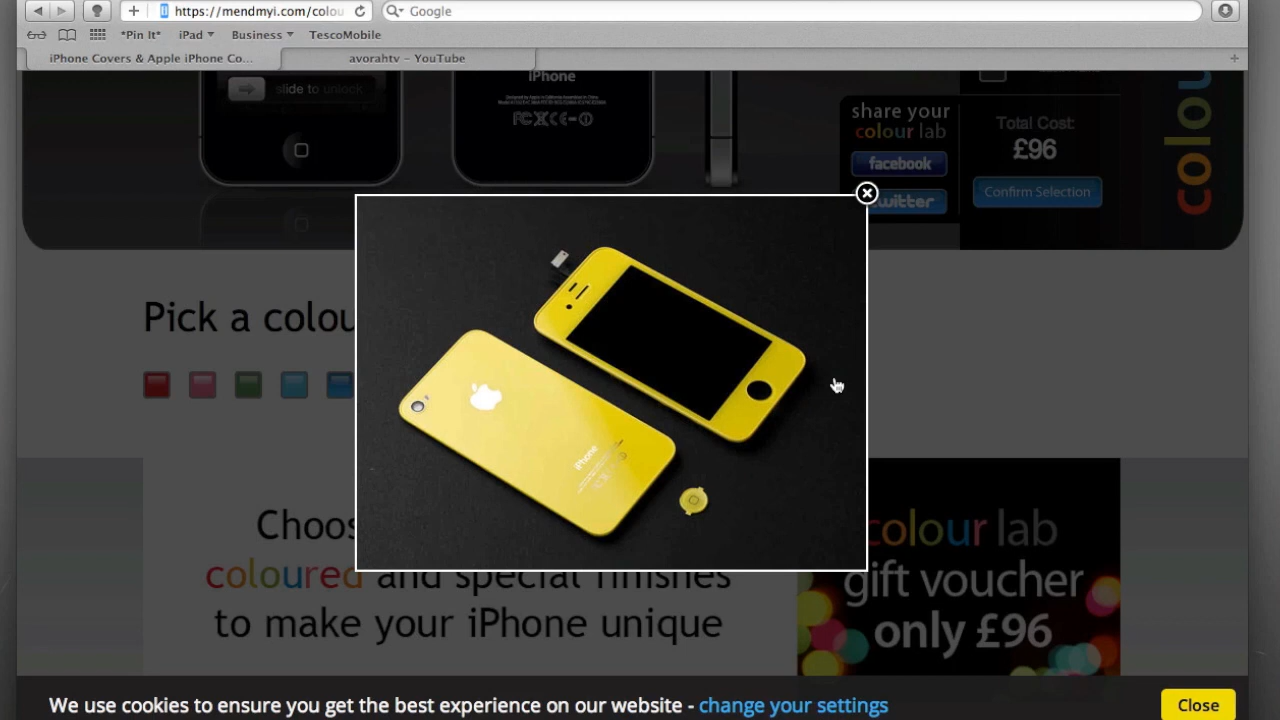 https://mendmyi.com/colou
Google
*Pin It*
iPad
Business
TescoMobile
iPhone Covers & Apple iPhone Co...
avorahtv - YouTube
slide to unlock
iPhone
share your
colour lab
facebook
twitter
Total Cost:
£96
Confirm Selection
colou
Pick a colou
iPhone
Choos
coloured and special finishes
to make your iPhone unique
colour lab
gift voucher
only £96
We use cookies to ensure you get the best experience on our website - change your settings
Close